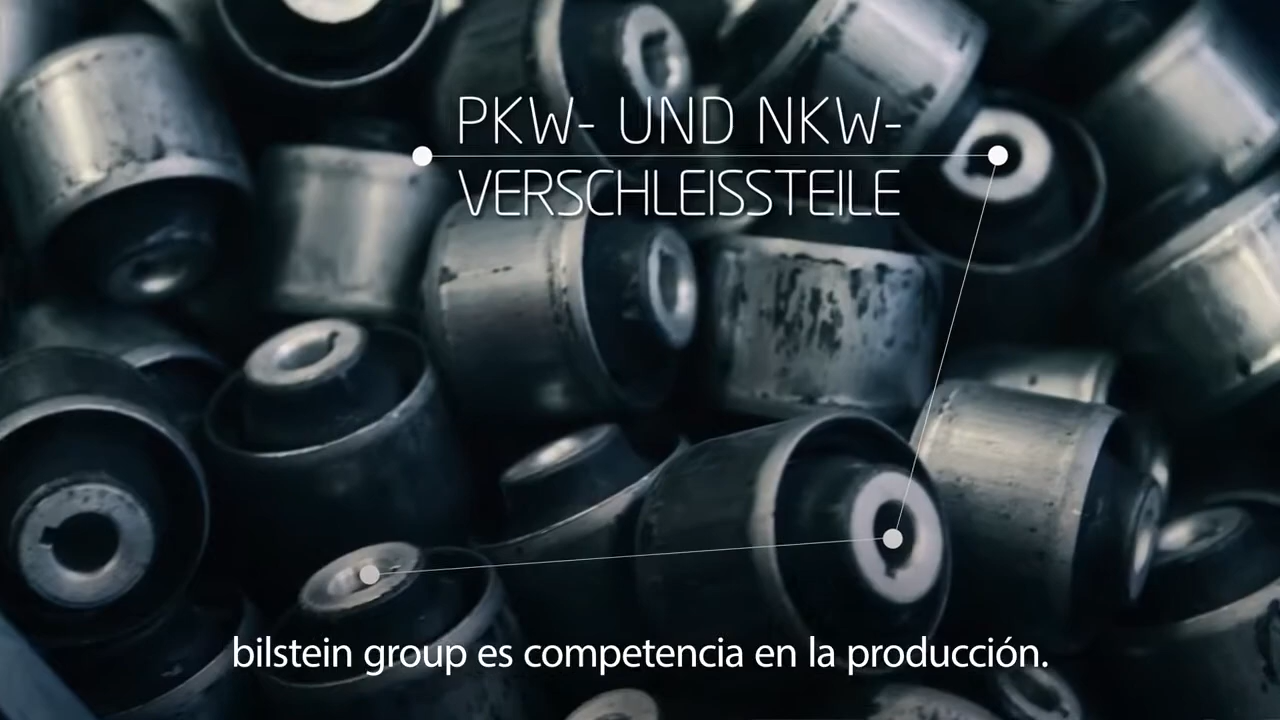 PKW- UND NKW-
VERSCHLEISSTEILE
bilstein group es competencia en la producción.